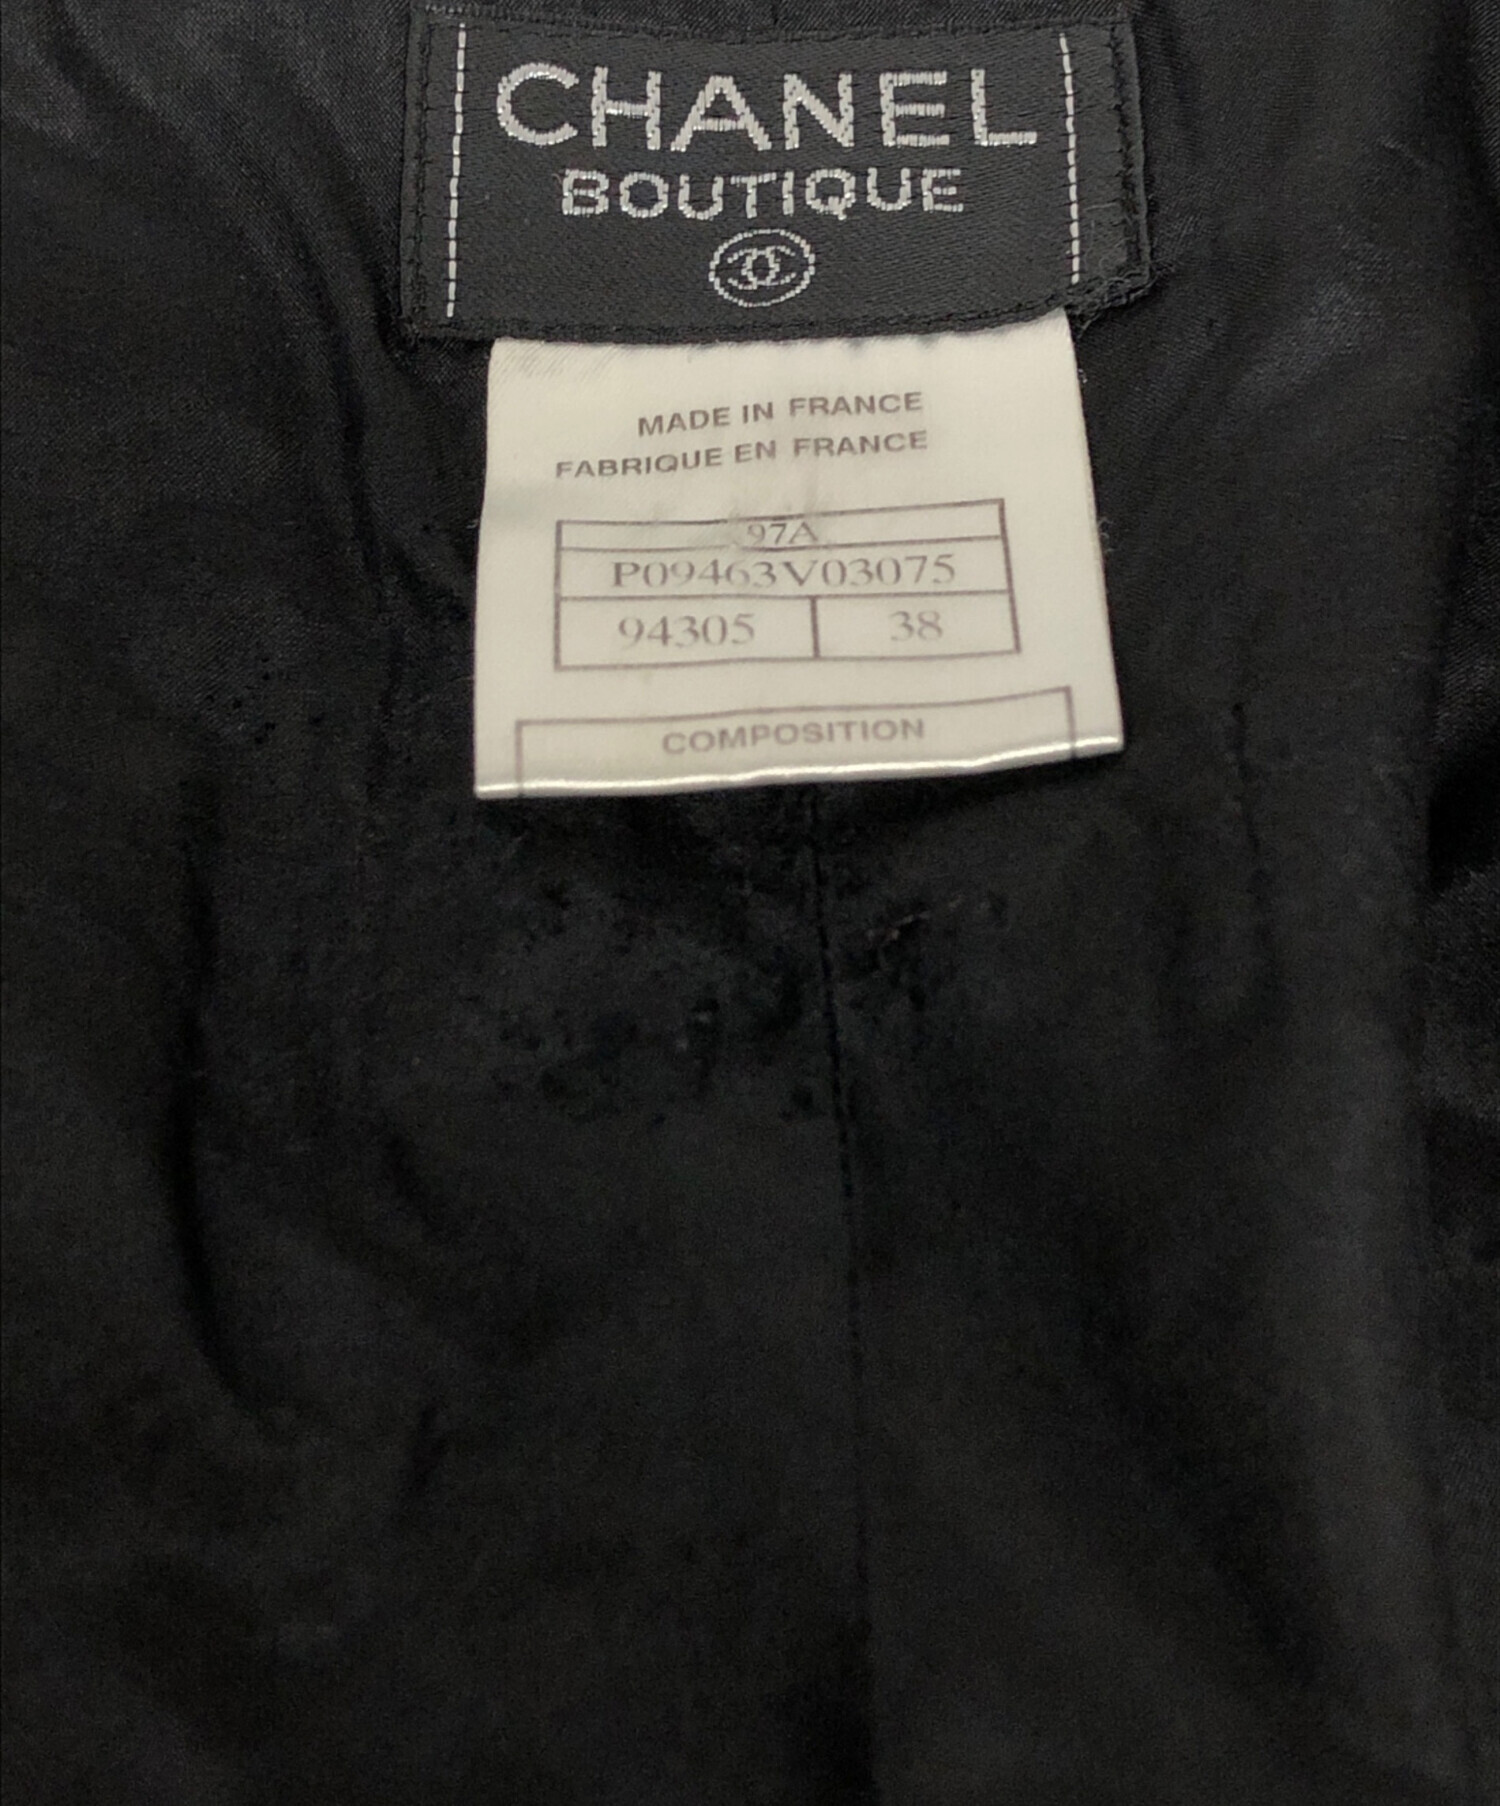 CHANEL
BOUTIQUE
MADE IN FRANCE
FABRIQUE EN FRANCE
97A
P09463V03075
94305 38
COMPOSITION